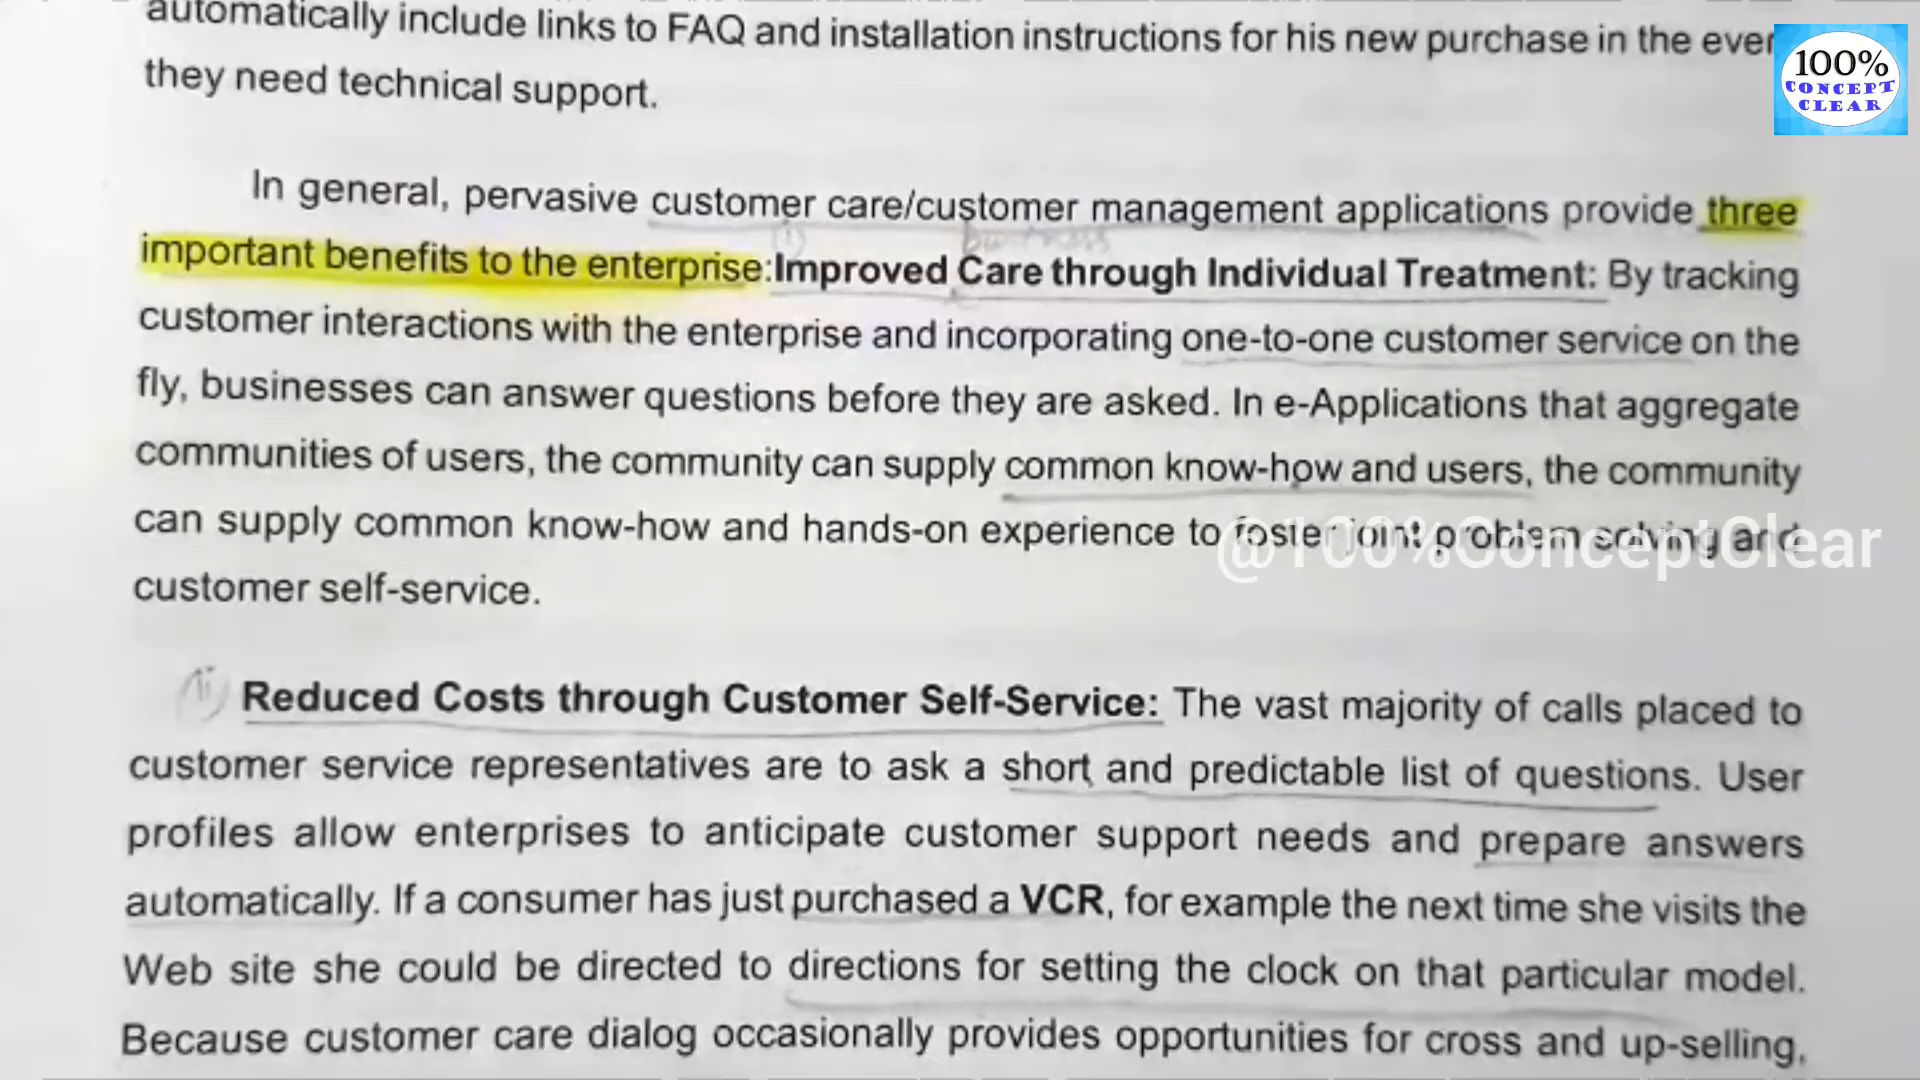 automatically include links to FAQ and installation instructions for his new purchase in the even
they need technical support.
100%
CONCEPT
CLEAR
In general, pervasive customer care/customer management applications provide three
important benefits to the enterprise:Improved Care through Individual Treatment: By tracking
customer interactions with the enterprise and incorporating one-to-one customer service on the
fly, businesses can answer questions before they are asked. In e-Applications that aggregate
communities of users, the community can supply common know-how and users, the community
can supply common know-how and hands-on experience to foster joint problem solving and
@100%ConceptClear
customer self-service.
Reduced Costs through Customer Self-Service: The vast majority of calls placed to
customer service representatives are to ask a short and predictable list of questions. User
profiles allow enterprises to anticipate customer support needs and prepare answers
automatically. If a consumer has just purchased a VCR, for example the next time she visits the
Web site she could be directed to directions for setting the clock on that particular model.
Because customer care dialog occasionally provides opportunities for cross and up-selling,